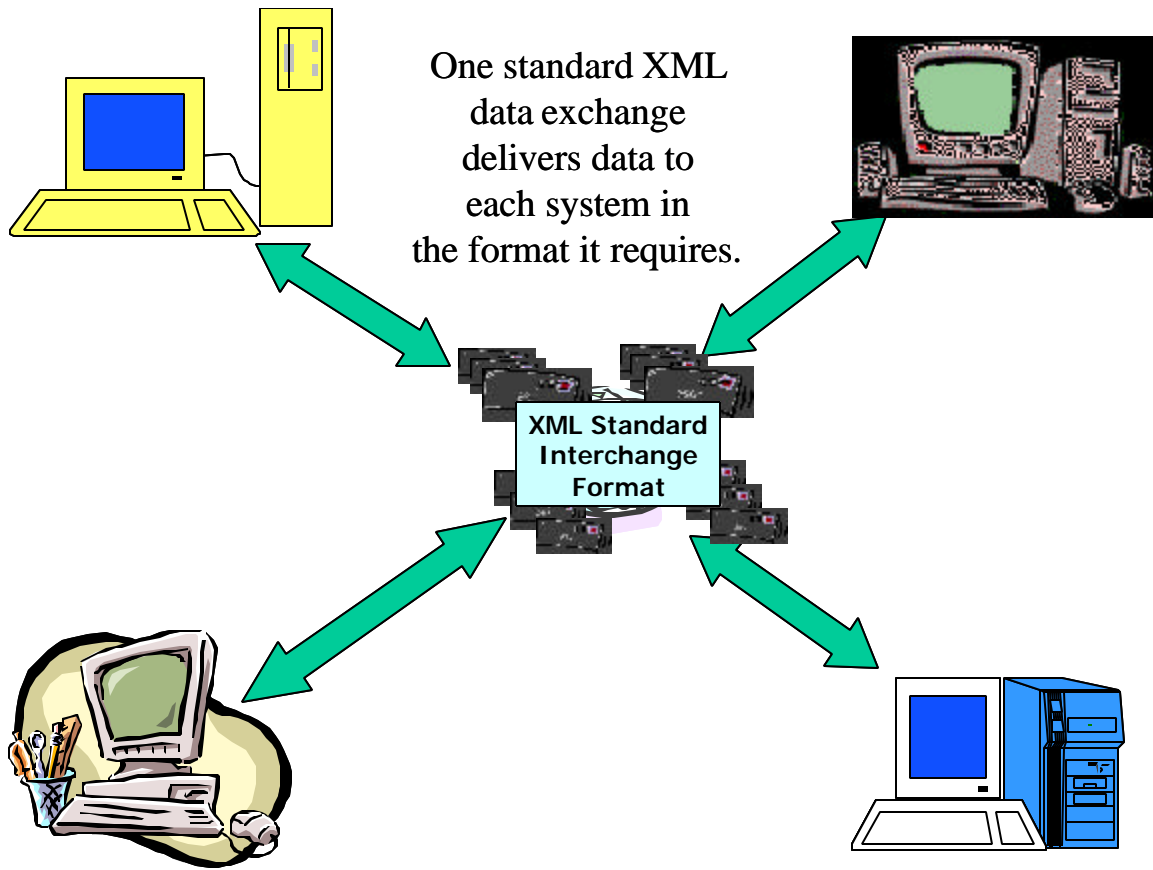 One standard XML
data exchange
delivers data to
each system in
the format it requires.
XML Standard
Interchange
Format